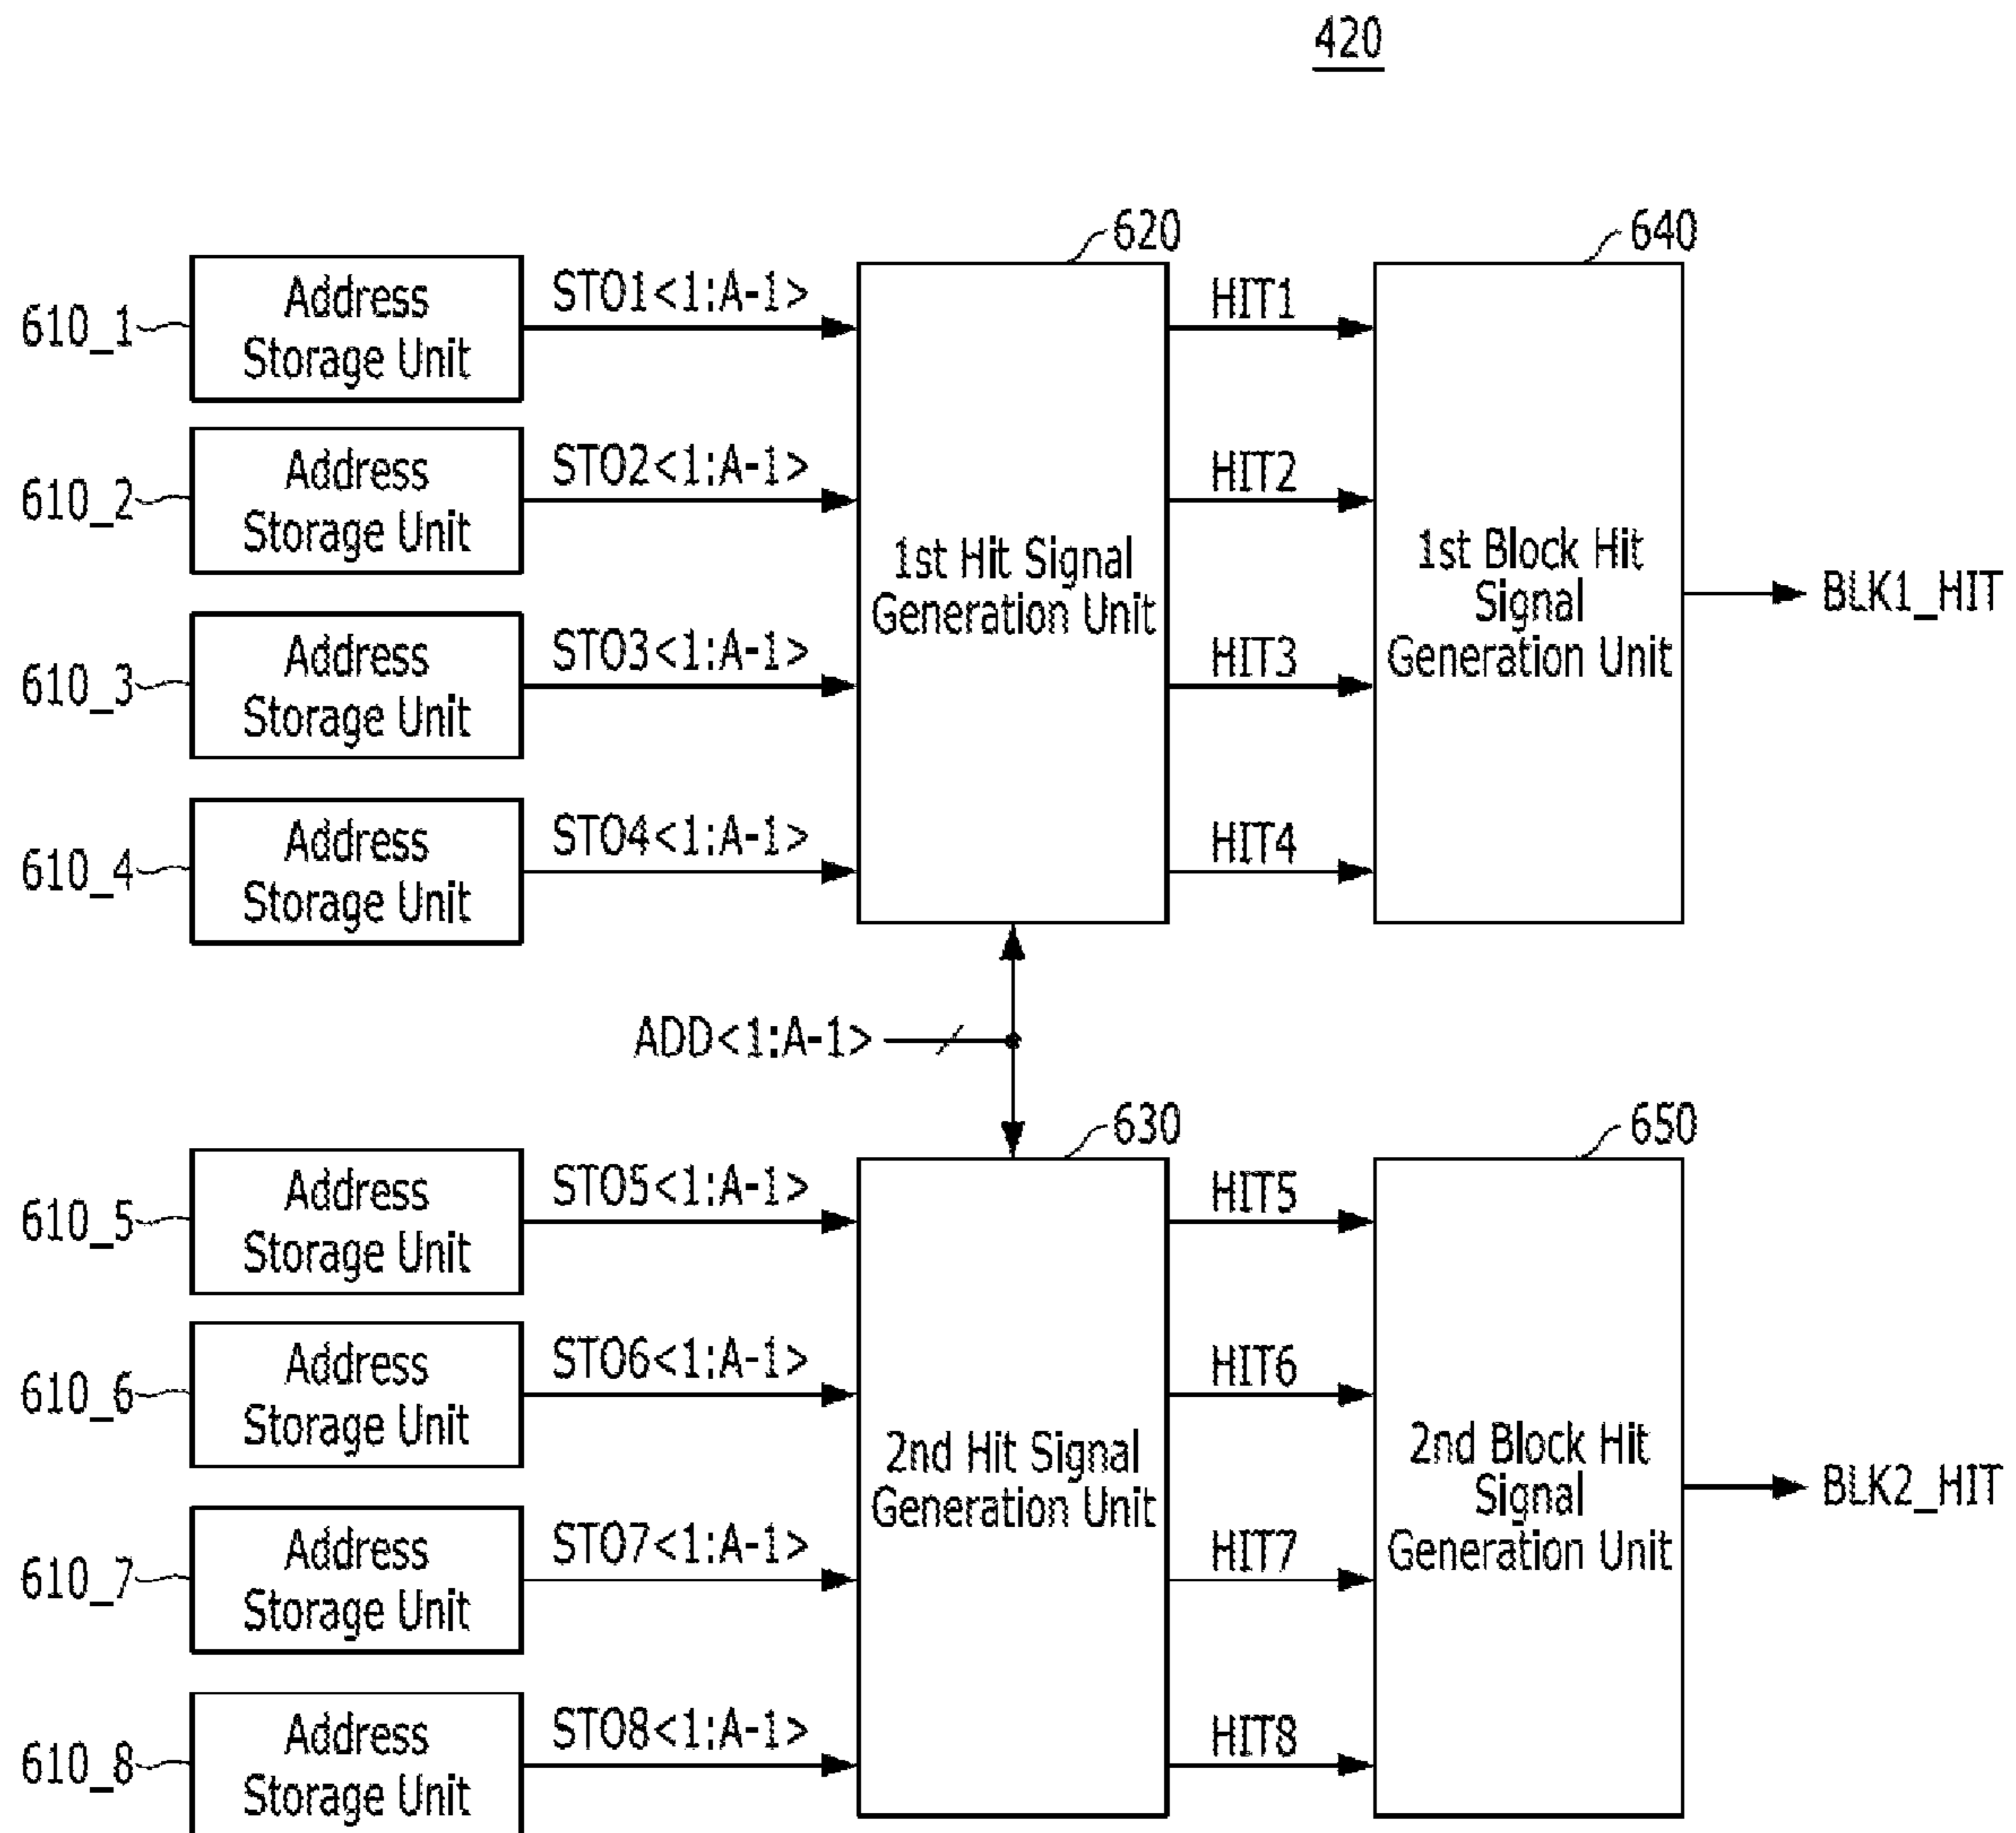 420
620
640
610_1
Address
Storage Unit
STO1<1:A-1>
HIT1
610_2
Address
Storage Unit
STO2<1:A-1>
HIT2
1st Hit Signal
Generation Unit
1st Block Hit
Signal
Generation Unit
BLK1_HIT
610_3
Address
Storage Unit
STO3<1:A-1>
HIT3
610_4
Address
Storage Unit
STO4<1:A-1>
HIT4
ADD<1:A-1>
630
650
610_5
Address
Storage Unit
STO5<1:A-1>
HIT5
610_6
Address
Storage Unit
STO6<1:A-1>
HIT6
2nd Hit Signal
Generation Unit
2nd Block Hit
Signal
Generation Unit
BLK2_HIT
610_7
Address
Storage Unit
STO7<1:A-1>
HIT7
610_8
Address
Storage Unit
STO8<1:A-1>
HIT8